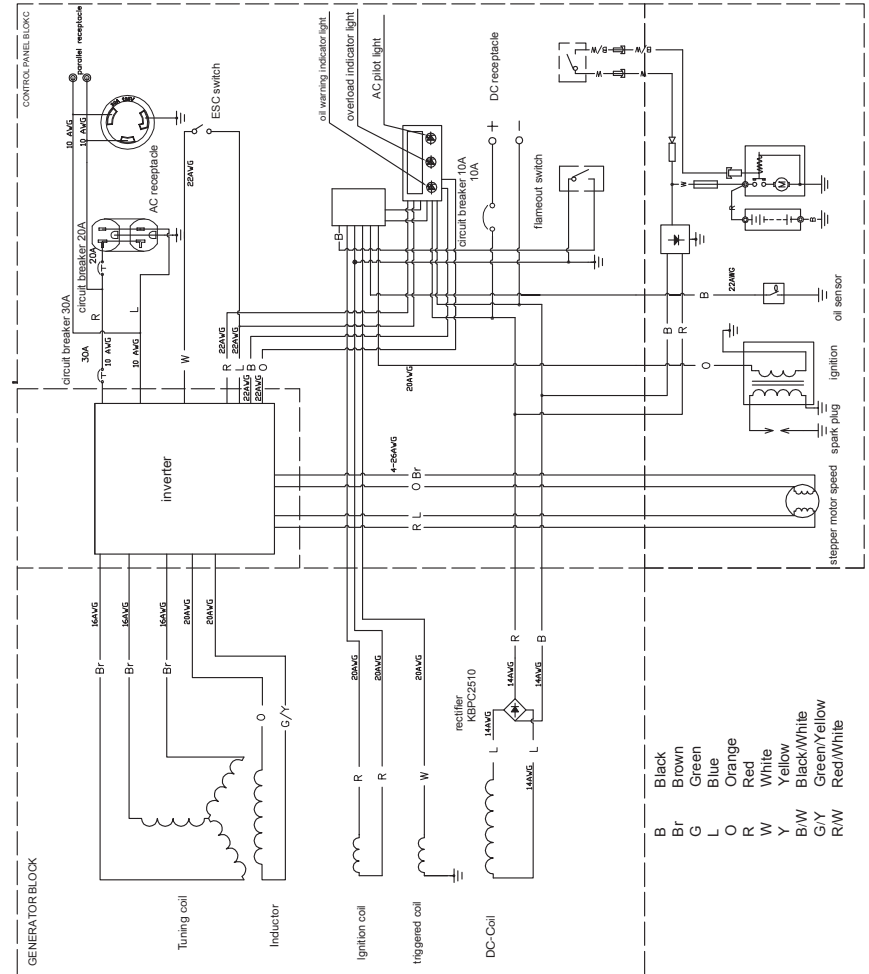 CONTROL PANEL BLOKC
parallel receptacle
10 AWG
10 AWG
20A 125V
AC receptacle
ESC switch
22AWG
oil warning indicator light
overload indicator light
AC pilot light
DC receptacle
+
−
circuit breaker 10A
10A
flameout switch
circuit breaker 30A
30A
circuit breaker 20A
20A
R
L
10 AWG
10 AWG
W
R
L
B
O
22AWG
22AWG
22AWG
22AWG
B
20AWG
B/W
B/W
W
W
W
R
M
B
B
R
B
22AWG
oil sensor
O
ignition
spark plug
stepper motor speed
4-26AWG
O Br
R L
inverter
GENERATOR BLOCK
16AWG
16AWG
16AWG
20AWG
20AWG
Br
Br
Br
O
G/Y
Tuning coil
Inductor
20AWG
20AWG
20AWG
R
R
W
Ignition coil
triggered coil
DC-Coil
rectifier
KBPC2510
14AWG
14AWG
14AWG
14AWG
L
L
R
B
B Black
Br Brown
G Green
L Blue
O Orange
R Red
W White
Y Yellow
B/W Black/White
G/Y Green/Yellow
R/W Red/White